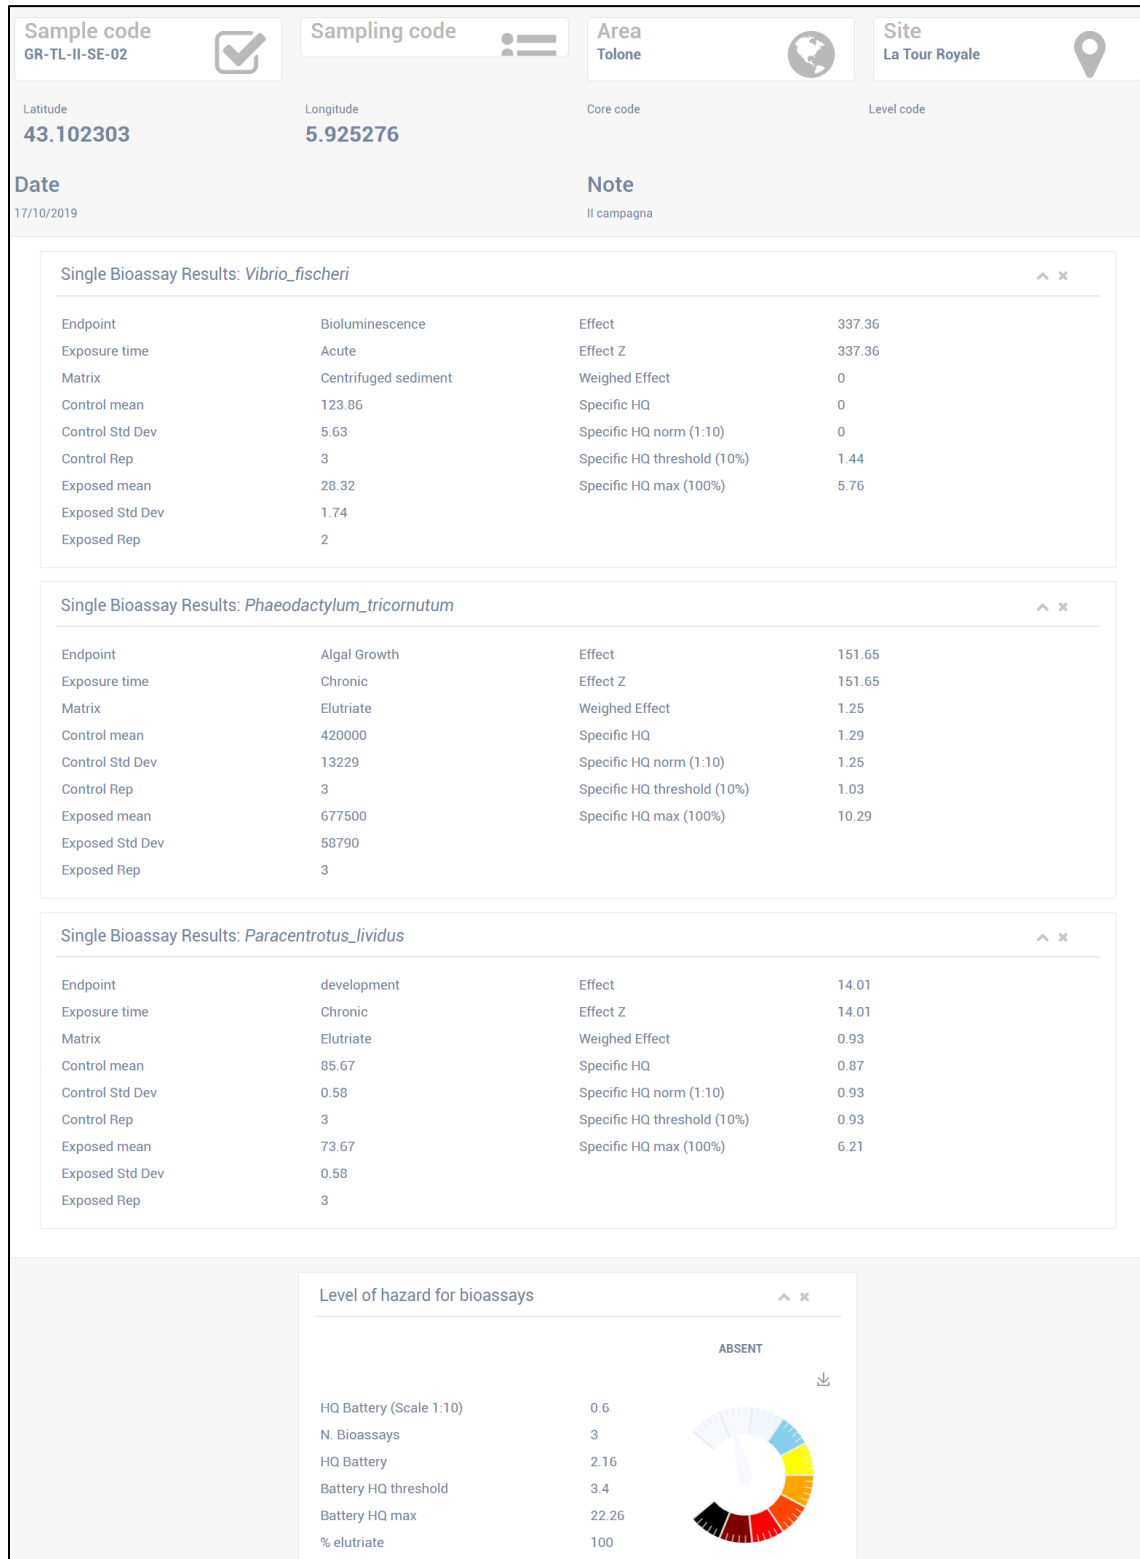 Sample code
GR-TL-II-SE-02
Sampling code
Area
Tolone
Site
La Tour Royale
Latitude
43.102303
Longitude
5.925276
Core code
Level code
Date
17/10/2019
Note
II campagna
Single Bioassay Results: Vibrio_fischeri
Endpoint Bioluminescence Effect 337.36
Exposure time Acute Effect Z 337.36
Matrix Centrifuged sediment Weighed Effect 0
Control mean 123.86 Specific HQ 0
Control Std Dev 5.63 Specific HQ norm (1:10) 0
Control Rep 3 Specific HQ threshold (10%) 1.44
Exposed mean 28.32 Specific HQ max (100%) 5.76
Exposed Std Dev 1.74
Exposed Rep 2
Single Bioassay Results: Phaeodactylum_tricornutum
Endpoint Algal Growth Effect 151.65
Exposure time Chronic Effect Z 151.65
Matrix Elutriate Weighed Effect 1.25
Control mean 420000 Specific HQ 1.29
Control Std Dev 13229 Specific HQ norm (1:10) 1.25
Control Rep 3 Specific HQ threshold (10%) 1.03
Exposed mean 677500 Specific HQ max (100%) 10.29
Exposed Std Dev 58790
Exposed Rep 3
Single Bioassay Results: Paracentrotus_lividus
Endpoint development Effect 14.01
Exposure time Chronic Effect Z 14.01
Matrix Elutriate Weighed Effect 0.93
Control mean 85.67 Specific HQ 0.87
Control Std Dev 0.58 Specific HQ norm (1:10) 0.93
Control Rep 3 Specific HQ threshold (10%) 0.93
Exposed mean 73.67 Specific HQ max (100%) 6.21
Exposed Std Dev 0.58
Exposed Rep 3
Level of hazard for bioassays
ABSENT
HQ Battery (Scale 1:10) 0.6
N. Bioassays 3
HQ Battery 2.16
Battery HQ threshold 3.4
Battery HQ max 22.26
% elutriate 100